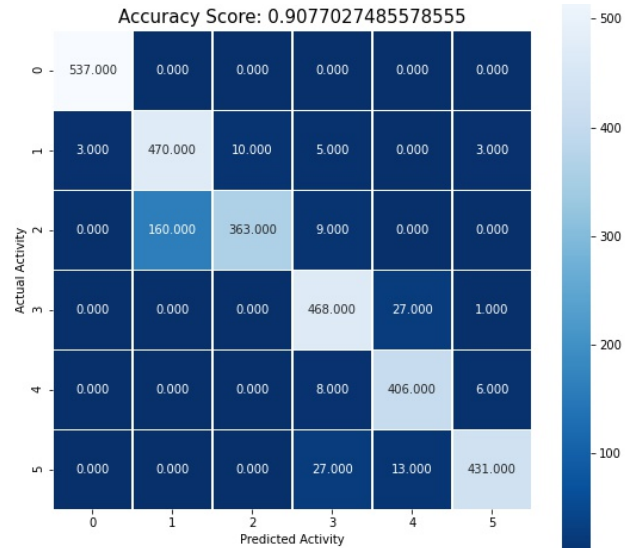 Accuracy Score: 0.9077027485578555
500
0 537.000 0.000 0.000 0.000 0.000 0.000
400
1 3.000 470.000 10.000 5.000 0.000 3.000
300
2 0.000 160.000 363.000 9.000 0.000 0.000
Actual Activity
3 0.000 0.000 0.000 468.000 27.000 1.000
200
4 0.000 0.000 0.000 8.000 406.000 6.000
100
5 0.000 0.000 0.000 27.000 13.000 431.000
0 1 2 3 4 5
Predicted Activity